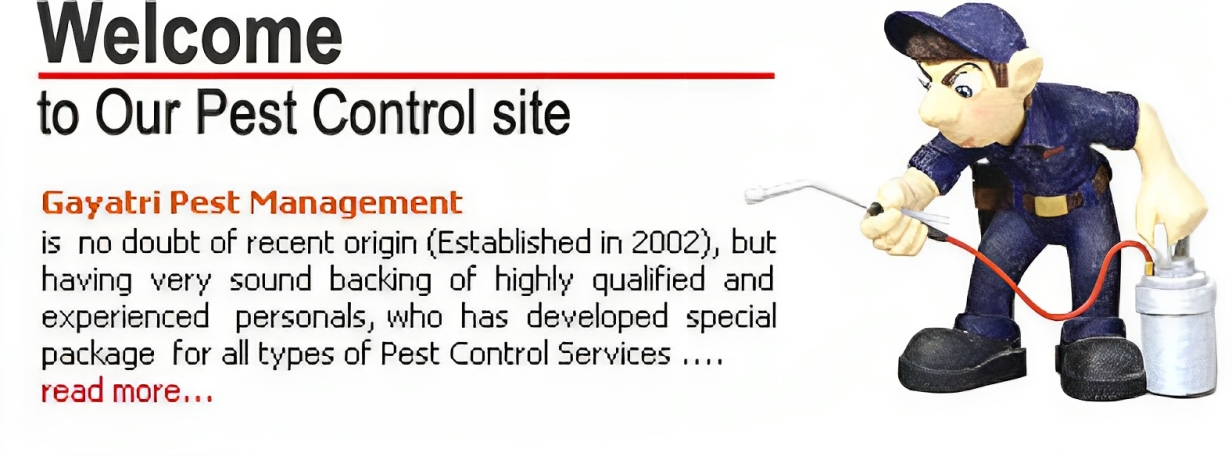 Welcome
to Our Pest Control site
Gayatri Pest Management
is no doubt of recent origin (Established in 2002), but
having very sound backing of highly qualified and
experienced personals, who has developed special
package for all types of Pest Control Services ....
read more...